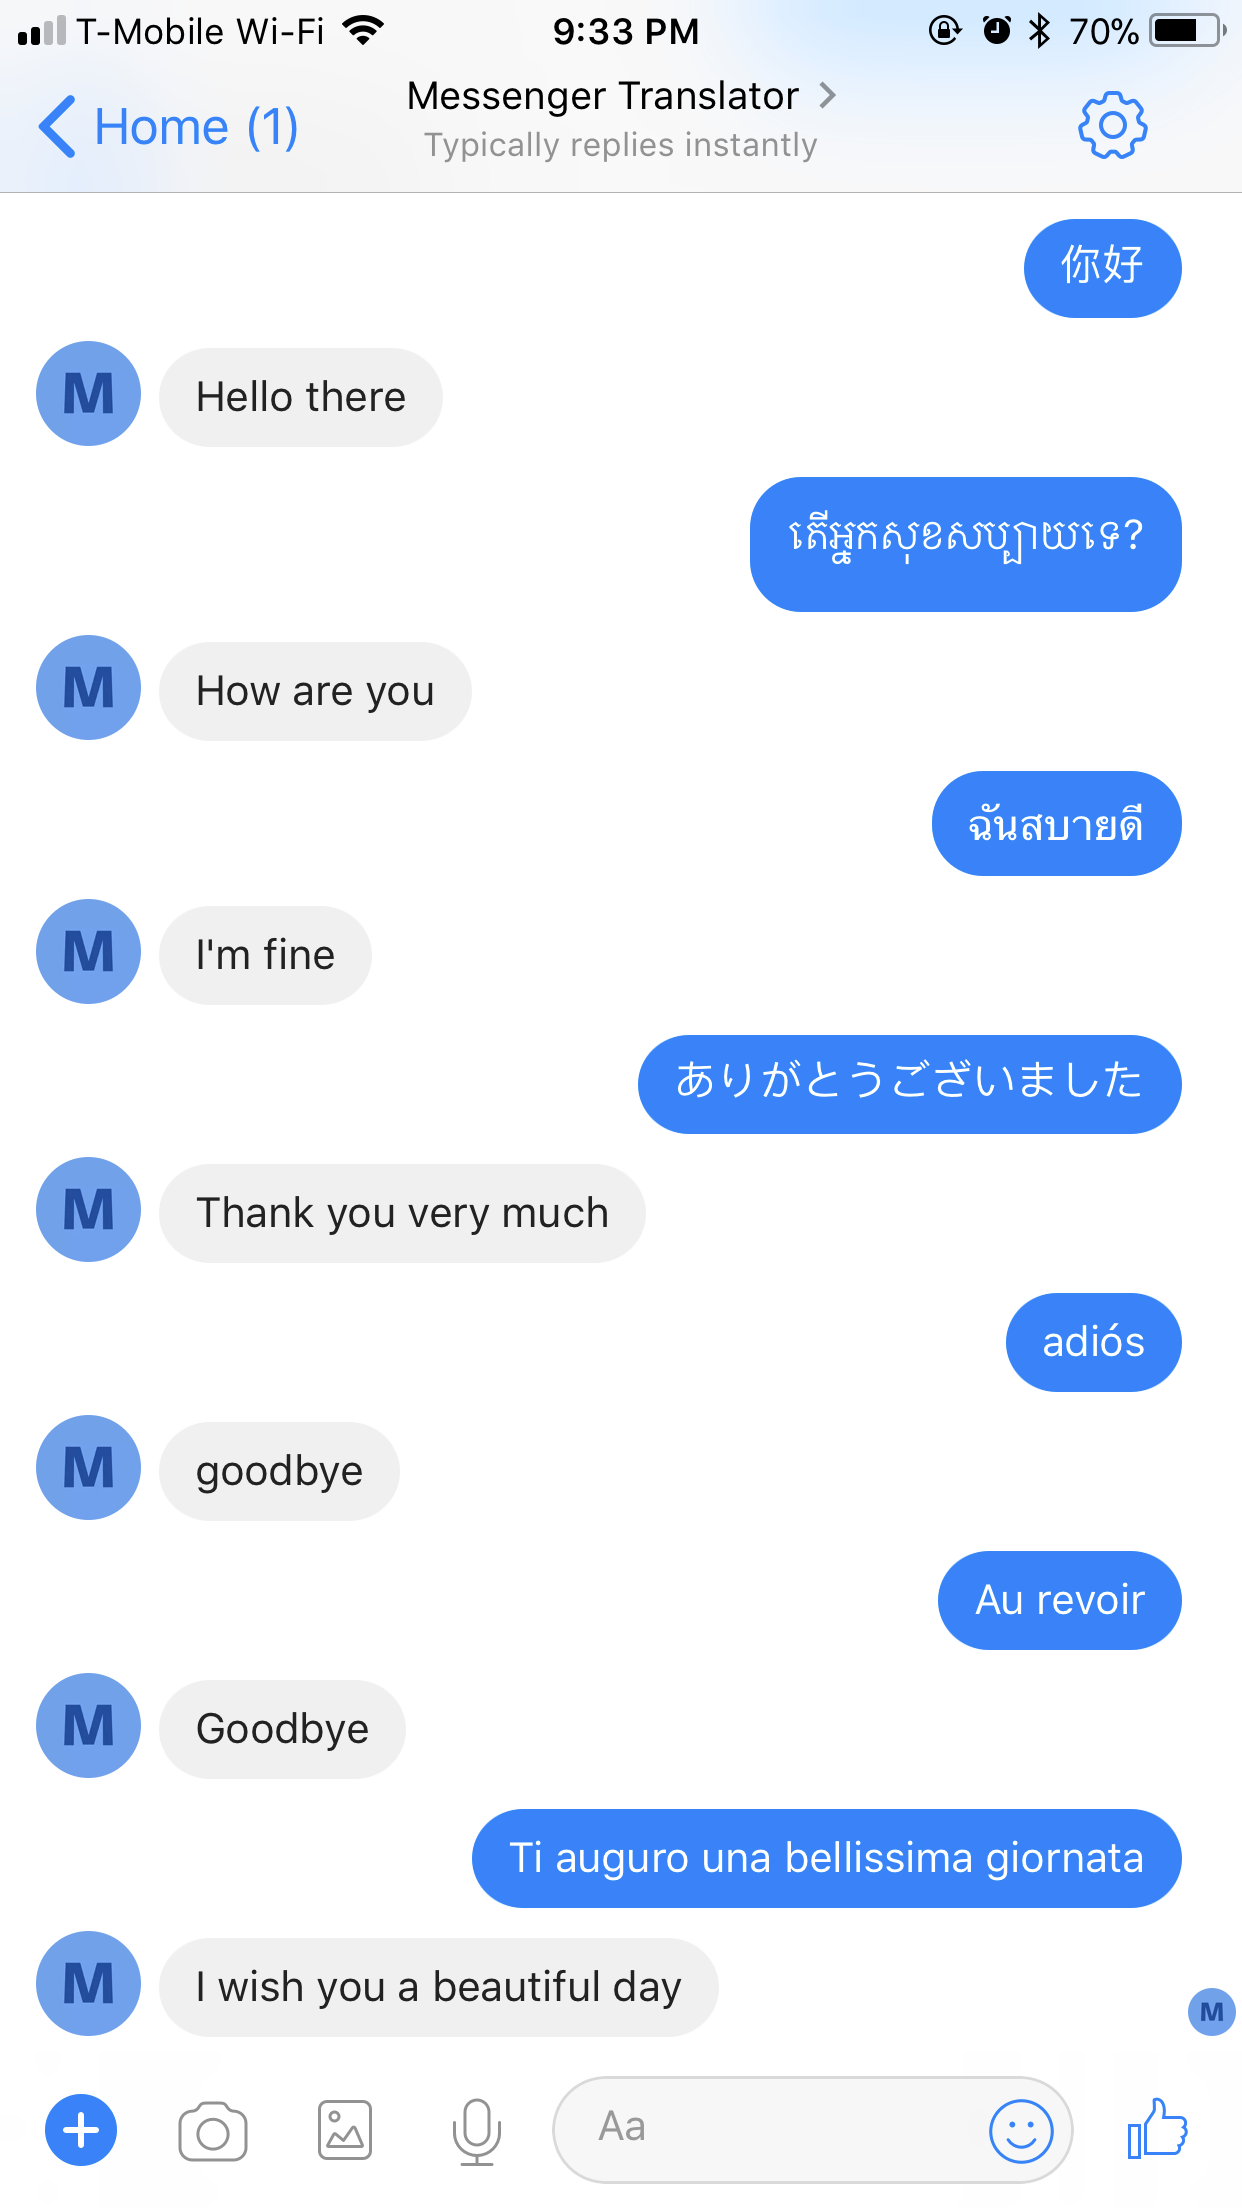 T-Mobile Wi-Fi 9:33 PM 70%
Home (1) Messenger Translator
Typically replies instantly
你好
M Hello there
តើអ្នកសុខសប្បាយទេ?
M How are you
ฉันสบายดี
M I'm fine
ありがとうございました
M Thank you very much
adiós
M goodbye
Au revoir
M Goodbye
Ti auguro una bellissima giornata
M I wish you a beautiful day
M
Aa